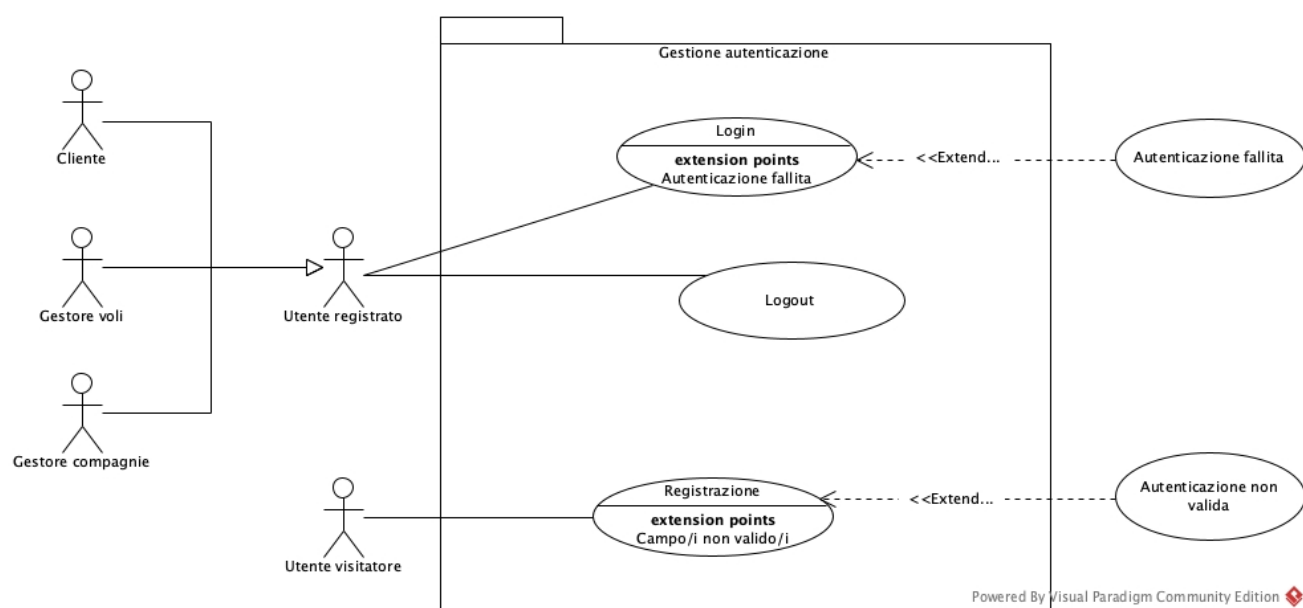 Gestione autenticazione
Cliente
Login
extension points
Autenticazione fallita
<<Extend...
Autenticazione fallita
Gestore voli
Utente registrato
Logout
Gestore compagnie
Utente visitatore
Registrazione
extension points
Campo/i non valido/i
<<Extend...
Autenticazione non
valida
Powered By Visual Paradigm Community Edition